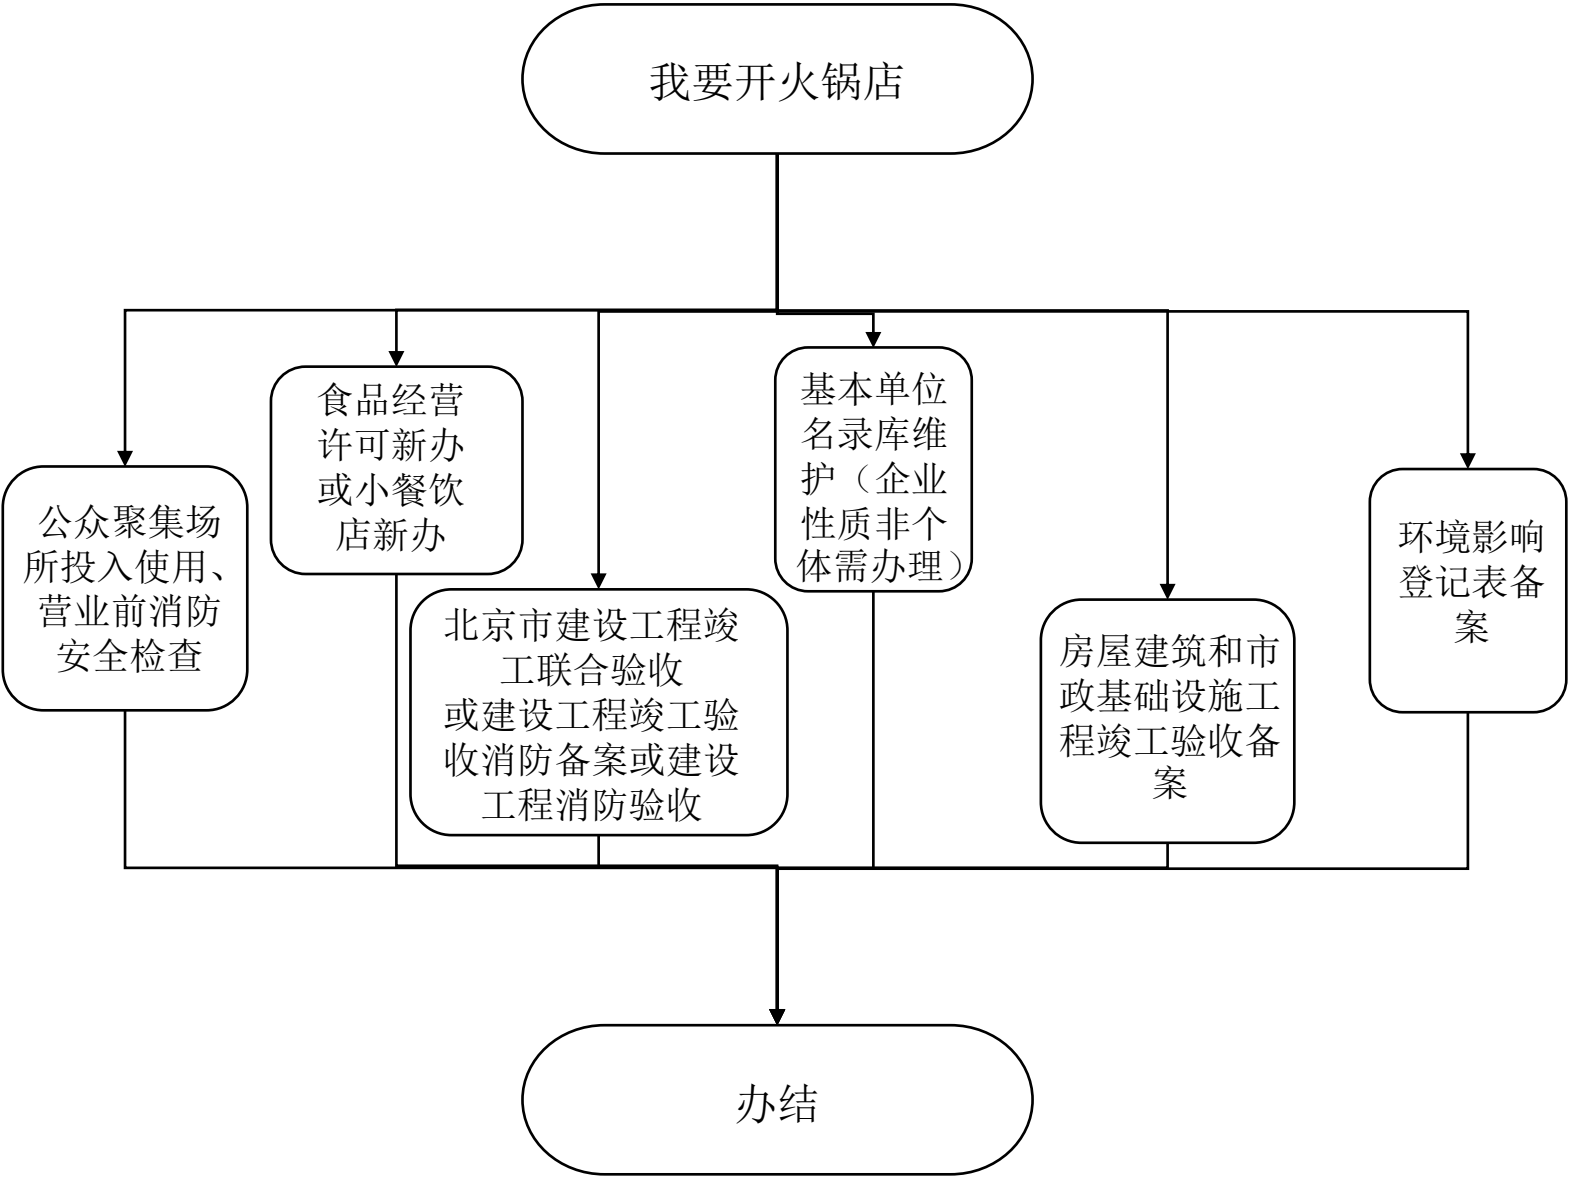 我要开火锅店
公众聚集场
所投入使用、
营业前消防
安全检查
食品经营
许可新办
或小餐饮
店新办
北京市建设工程竣
工联合验收
或建设工程竣工验
收消防备案或建设
工程消防验收
基本单位
名录库维
护（企业
性质非个
体需办理）
房屋建筑和市
政基础设施工
程竣工验收备
案
环境影响
登记表备
案
办结